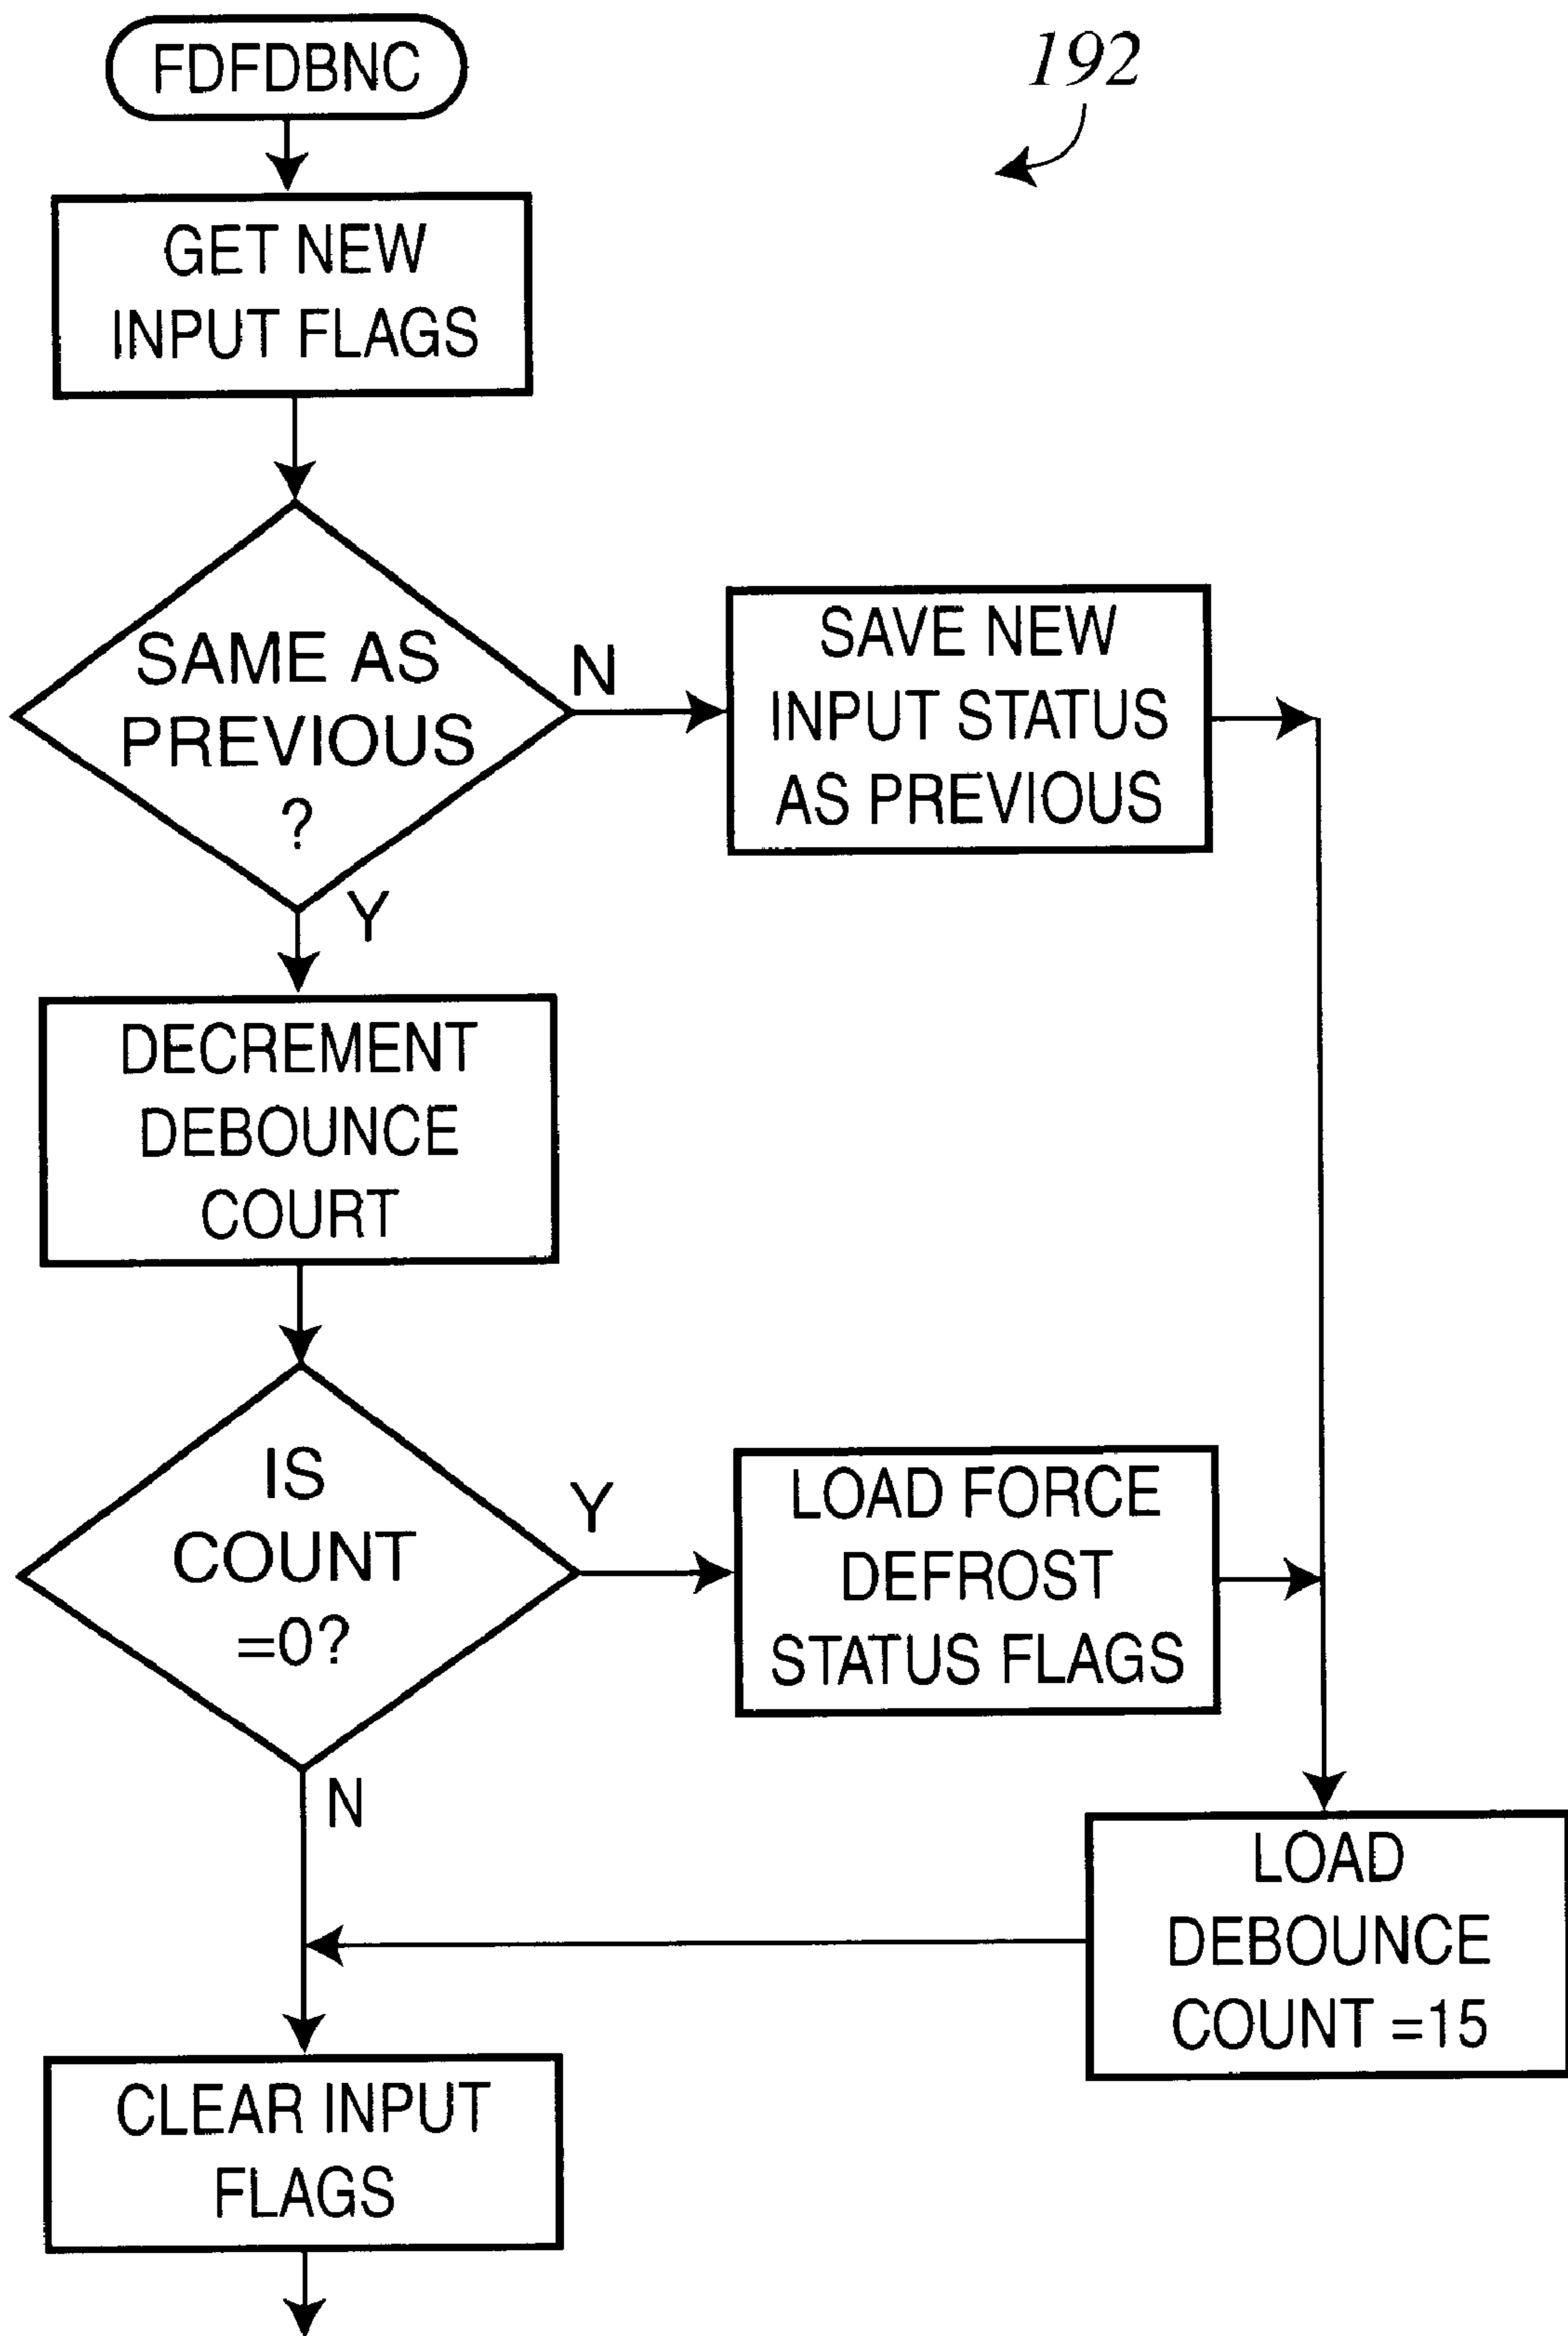 FDFDBNC
192
GET NEW
INPUT FLAGS
SAME AS
PREVIOUS
?
N
SAVE NEW
INPUT STATUS
AS PREVIOUS
Y
DECREMENT
DEBOUNCE
COURT
IS
COUNT
=0?
Y
LOAD FORCE
DEFROST
STATUS FLAGS
N
LOAD
DEBOUNCE
COUNT =15
CLEAR INPUT
FLAGS